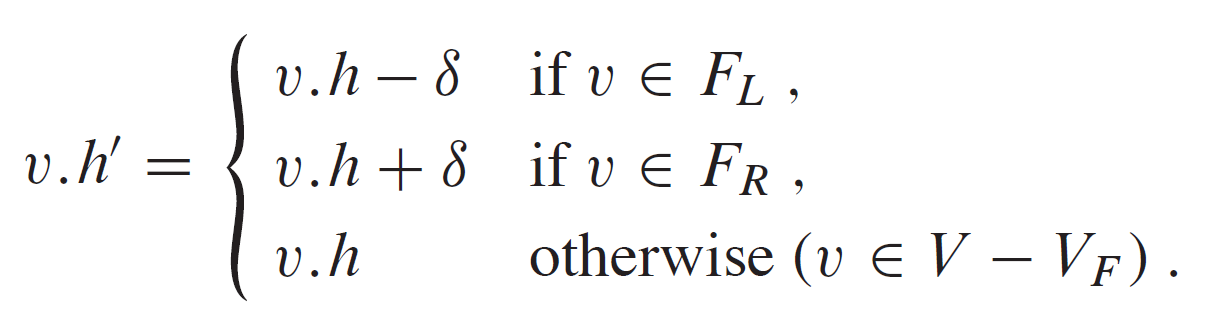 v.h − δ if v ∈ F_L ,
v.h′ = { v.h + δ if v ∈ F_R ,
v.h otherwise (v ∈ V − V_F) .